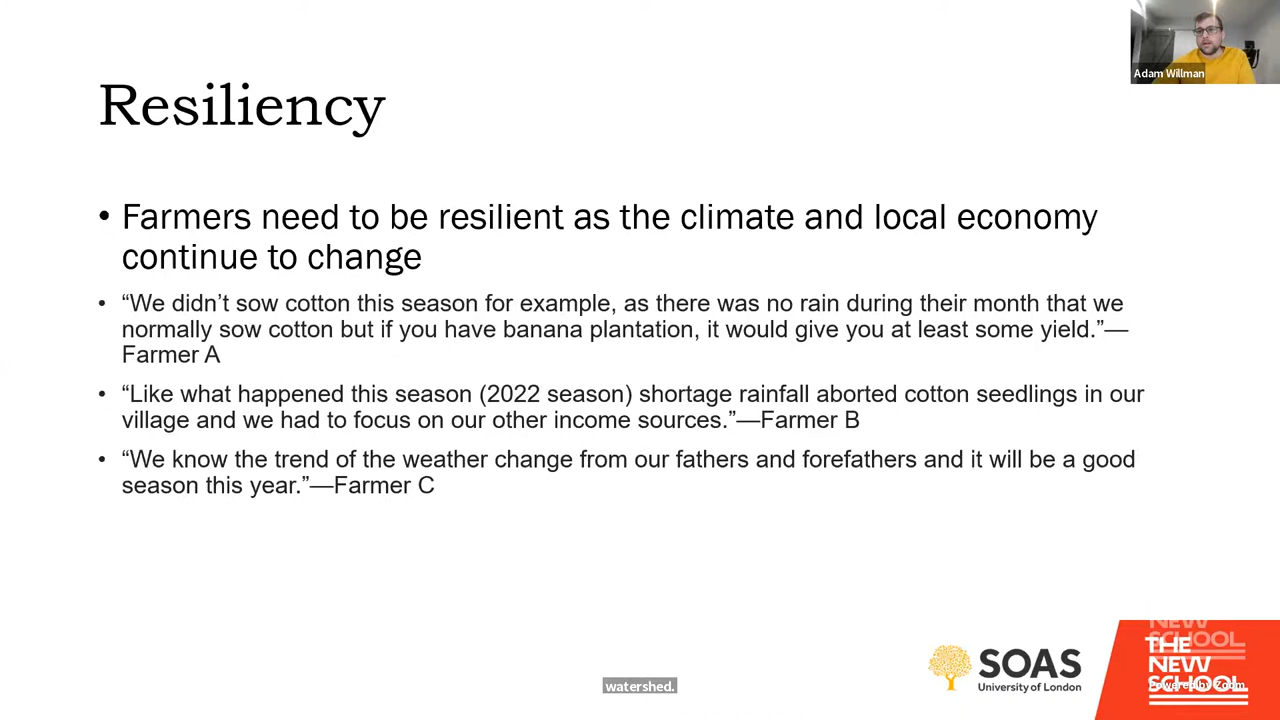 Adam Willman
Resiliency
• Farmers need to be resilient as the climate and local economy
continue to change
• “We didn’t sow cotton this season for example, as there was no rain during their month that we
normally sow cotton but if you have banana plantation, it would give you at least some yield.”—
Farmer A
• “Like what happened this season (2022 season) shortage rainfall aborted cotton seedlings in our
village and we had to focus on our other income sources.”—Farmer B
• “We know the trend of the weather change from our fathers and forefathers and it will be a good
season this year.”—Farmer C
SOAS
University of London
NEW
SCHOOL
THE
NEW
SCHOOL
Powered by Zoom
watershed.